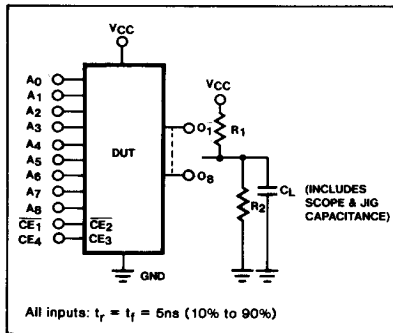 VCC
A0
A1
A2
A3
A4
A5
A6
A7
A8
CE1
CE4
DUT
CE2
CE3
GND
O1
O8
VCC
R1
R2
CL (INCLUDES
SCOPE & JIG
CAPACITANCE)
All inputs: tr = tf = 5ns (10% to 90%)